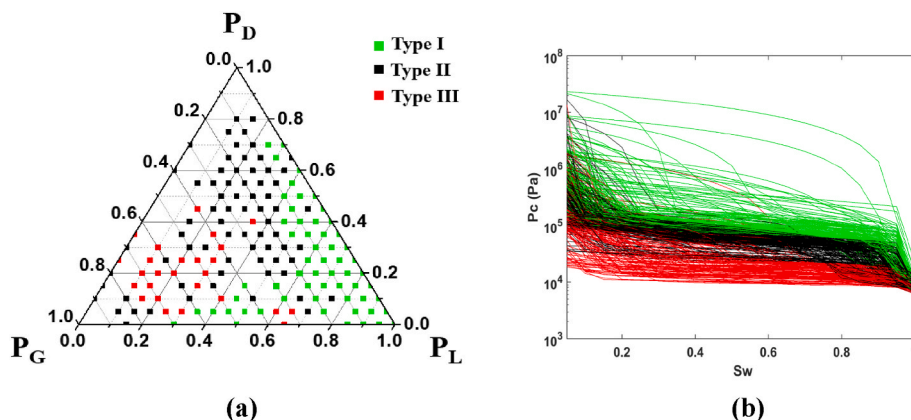 P_D
0.0 1.0
Type I
Type II
Type III
0.2 0.8
0.4 0.6
0.6 0.4
0.8 0.2
1.0 0.0
P_G 0.0 0.2 0.4 0.6 0.8 1.0 P_L
(a)
10^8
10^7
10^6
10^5
10^4
10^3
Pc (Pa)
0.2 0.4 0.6 0.8
Sw
(b)